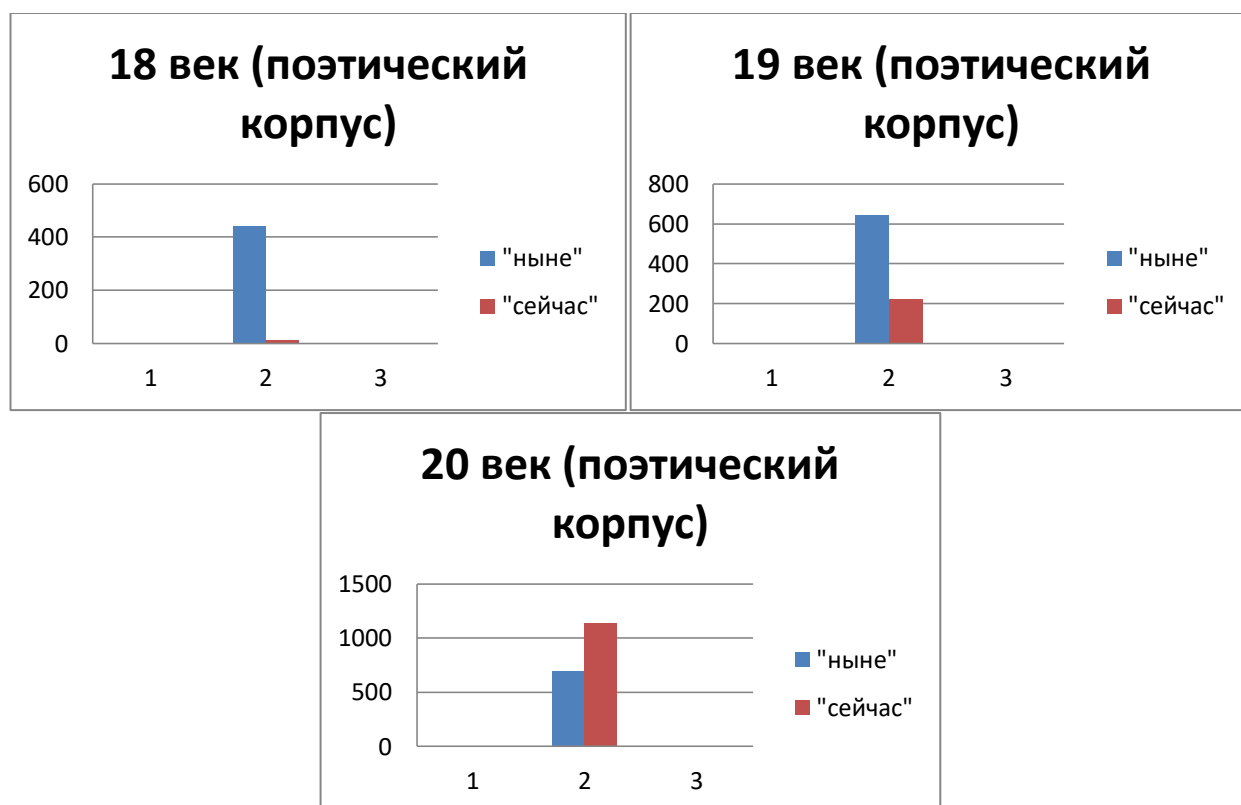 18 век (поэтический
корпус)
600
400
200
0
1 2 3
"ныне"
"сейчас"
19 век (поэтический
корпус)
800
600
400
200
0
1 2 3
"ныне"
"сейчас"
20 век (поэтический
корпус)
1500
1000
500
0
1 2 3
"ныне"
"сейчас"